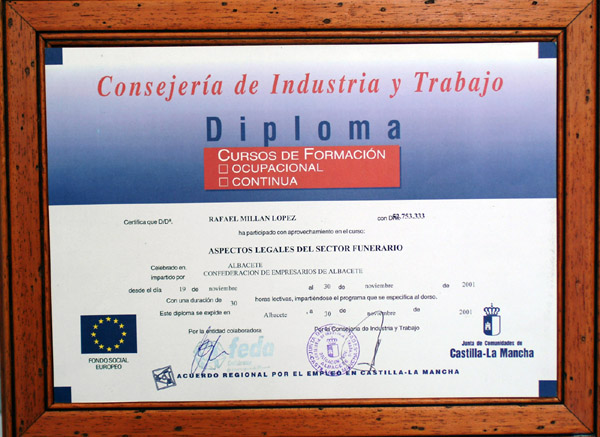 Consejería de Industria y Trabajo
Diploma
CURSOS DE FORMACIÓN
OCUPACIONAL
CONTINUA
Certifica que D/Dª. RAFAEL MILLAN LOPEZ con DNI 52.753.333
ha participado con aprovechamiento en el curso:
ASPECTOS LEGALES DEL SECTOR FUNERARIO
Celebrado en ALBACETE
impartido por CONFEDERACION DE EMPRESARIOS DE ALBACETE
desde el día 19 de noviembre al 30 de noviembre de 2001
Con una duración de 30 horas lectivas, impartiéndose el programa que se especifica al dorso.
Este diploma se expide en Albacete a 30 de noviembre de 2001
Por la entidad colaboradora Por la Consejería de Industria y Trabajo
feda
FONDO SOCIAL
EUROPEO
Junta de Comunidades de
Castilla-La Mancha
ACUERDO REGIONAL POR EL EMPLEO EN CASTILLA-LA MANCHA